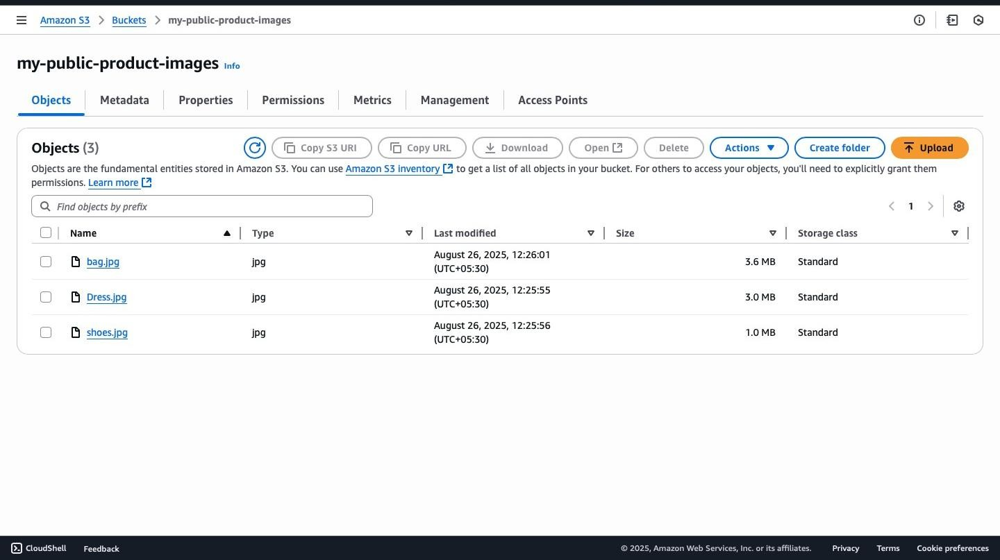 Amazon S3 > Buckets > my-public-product-images
my-public-product-images Info
Objects Metadata Properties Permissions Metrics Management Access Points
Objects (3) Copy S3 URI Copy URL Download Open Delete Actions Create folder Upload
Objects are the fundamental entities stored in Amazon S3. You can use Amazon S3 inventory to get a list of all objects in your bucket. For others to access your objects, you'll need to explicitly grant them
permissions. Learn more
Find objects by prefix 1
Name Type Last modified Size Storage class
bag.jpg jpg August 26, 2025, 12:26:01 (UTC+05:30) 3.6 MB Standard
Dress.jpg jpg August 26, 2025, 12:25:55 (UTC+05:30) 3.0 MB Standard
shoes.jpg jpg August 26, 2025, 12:25:56 (UTC+05:30) 1.0 MB Standard
CloudShell Feedback © 2025, Amazon Web Services, Inc. or its affiliates. Privacy Terms Cookie preferences